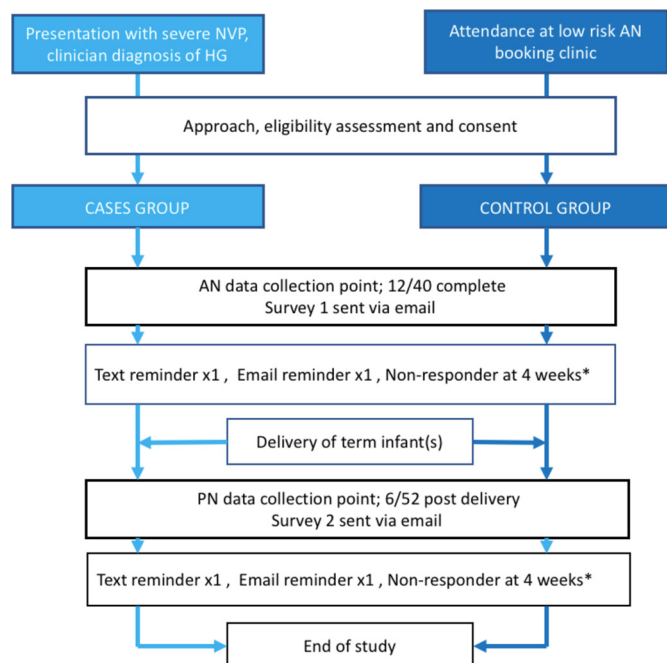 Presentation with severe NVP,
clinician diagnosis of HG
Attendance at low risk AN
booking clinic
Approach, eligibility assessment and consent
CASES GROUP
CONTROL GROUP
AN data collection point; 12/40 complete
Survey 1 sent via email
Text reminder x1 , Email reminder x1 , Non-responder at 4 weeks*
Delivery of term infant(s)
PN data collection point; 6/52 post delivery
Survey 2 sent via email
Text reminder x1 , Email reminder x1 , Non-responder at 4 weeks*
End of study